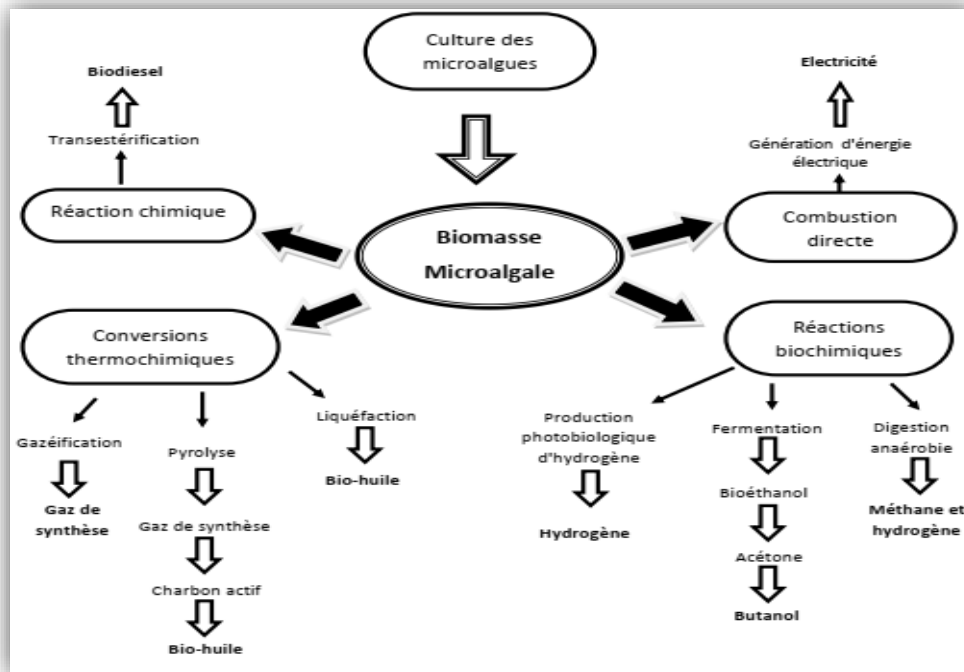 Culture des
microalgues
Biodiesel
Electricité
Transestérification
Génération d'énergie
électrique
Réaction chimique
Combustion
directe
Biomasse
Microalgale
Conversions
thermochimiques
Réactions
biochimiques
Gazéification
Gaz de
synthèse
Pyrolyse
Gaz de synthèse
Charbon actif
Bio-huile
Liquéfaction
Bio-huile
Production
photobiologique
d'hydrogène
Hydrogène
Fermentation
Bioéthanol
Acétone
Butanol
Digestion
anaérobie
Méthane et
hydrogène